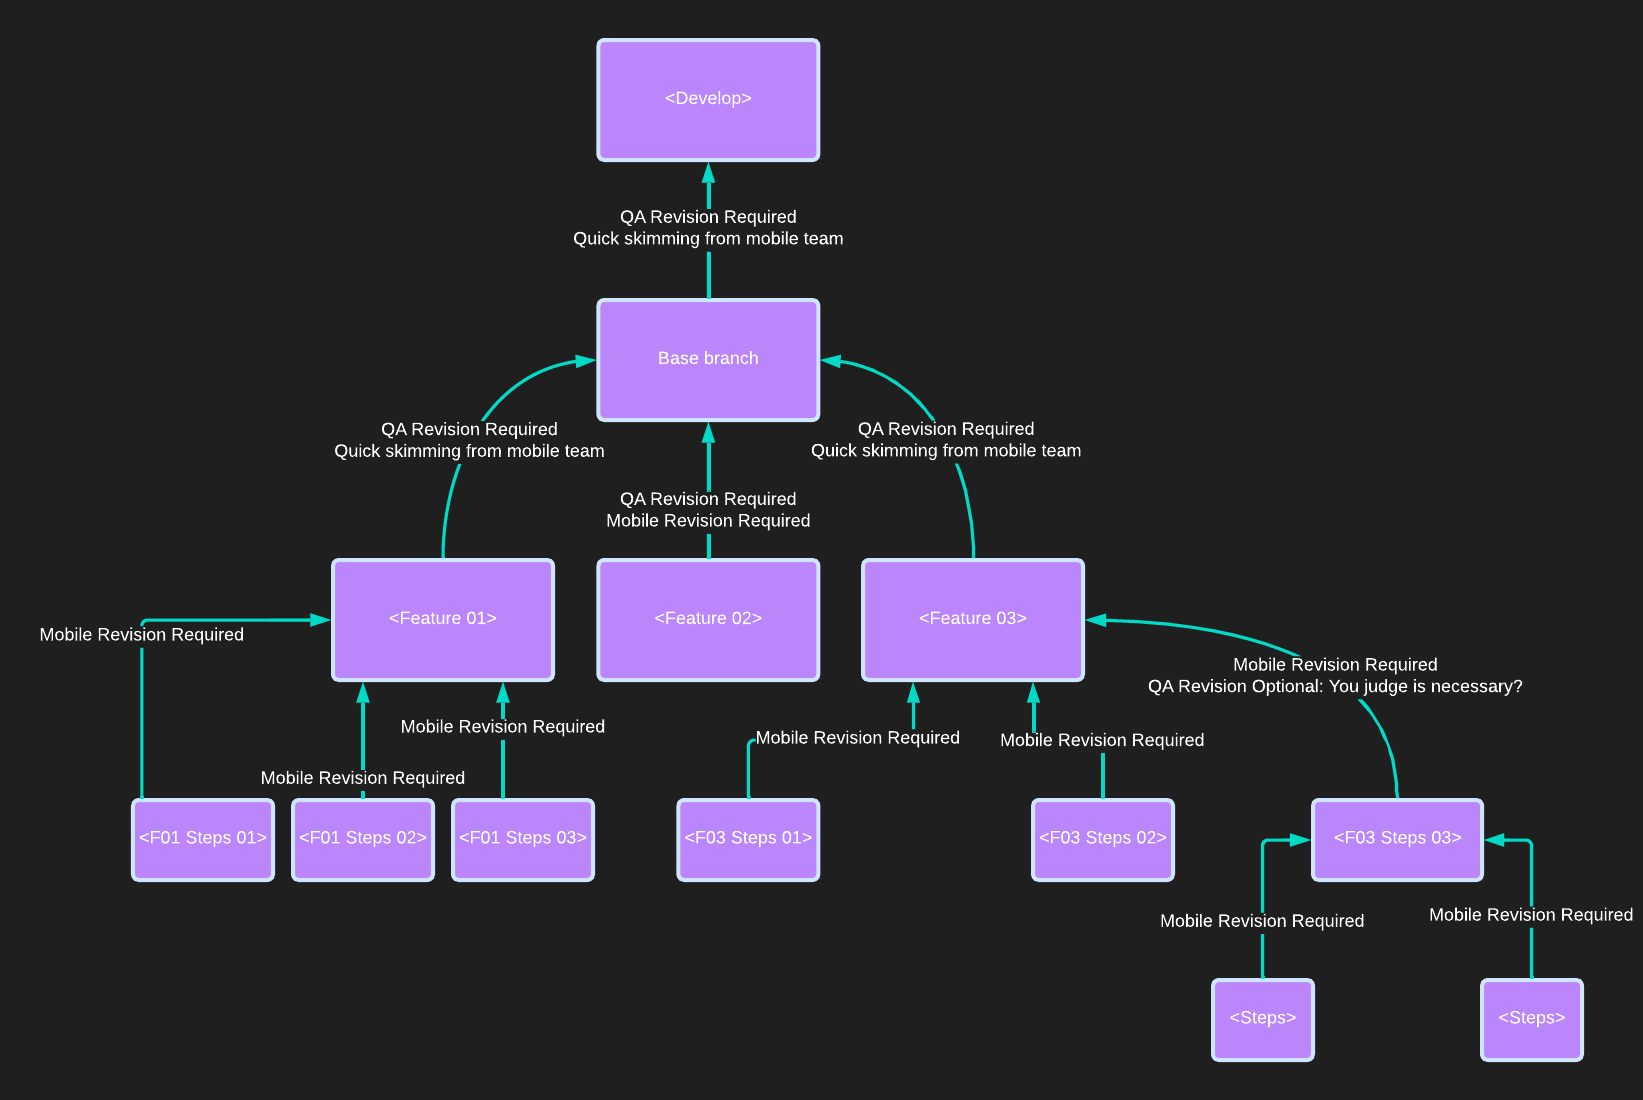 <Develop>
QA Revision Required
Quick skimming from mobile team
Base branch
QA Revision Required
Quick skimming from mobile team
QA Revision Required
Quick skimming from mobile team
QA Revision Required
Mobile Revision Required
<Feature 01>
<Feature 02>
<Feature 03>
Mobile Revision Required
Mobile Revision Required
QA Revision Optional: You judge is necessary?
Mobile Revision Required
Mobile Revision Required
Mobile Revision Required
Mobile Revision Required
<F01 Steps 01>
<F01 Steps 02>
<F01 Steps 03>
<F03 Steps 01>
<F03 Steps 02>
<F03 Steps 03>
Mobile Revision Required
Mobile Revision Required
<Steps>
<Steps>